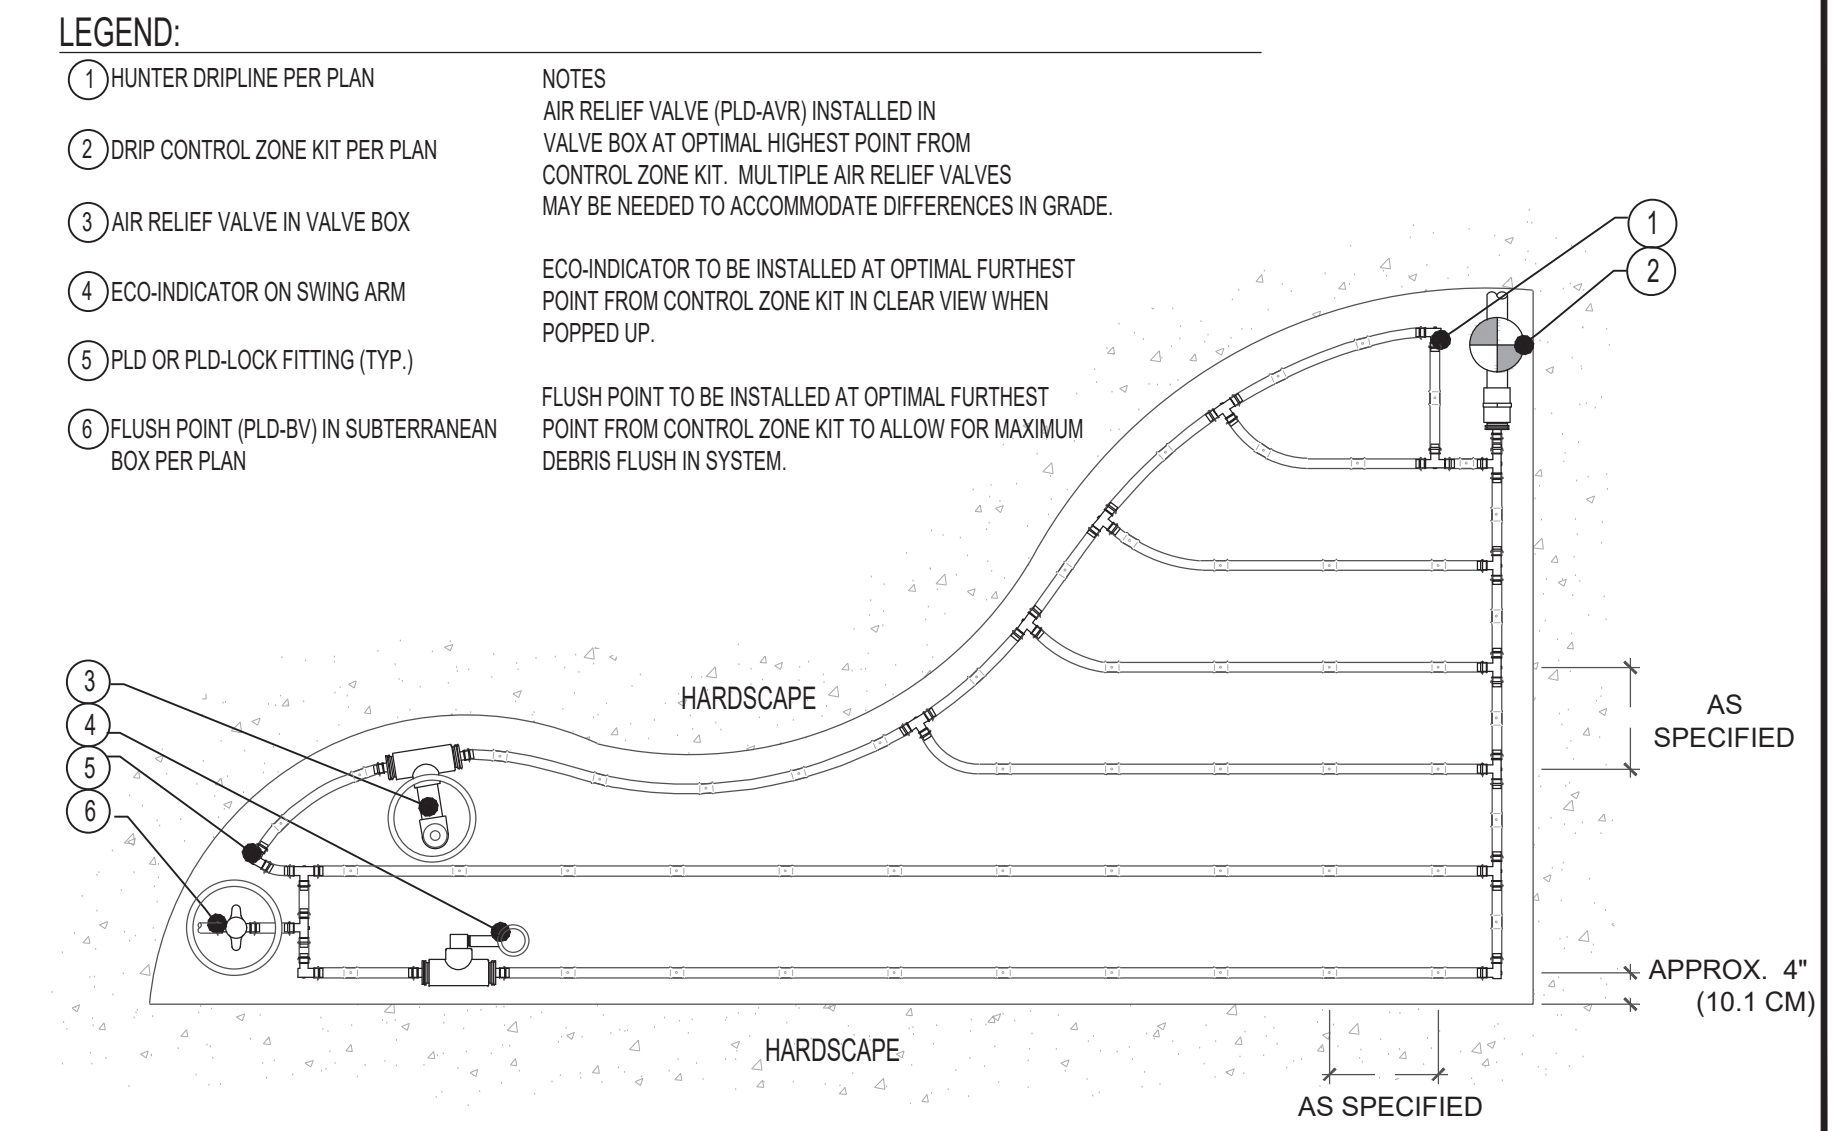 LEGEND:
1 HUNTER DRIPLINE PER PLAN
2 DRIP CONTROL ZONE KIT PER PLAN
3 AIR RELIEF VALVE IN VALVE BOX
4 ECO-INDICATOR ON SWING ARM
5 PLD OR PLD-LOCK FITTING (TYP.)
6 FLUSH POINT (PLD-BV) IN SUBTERRANEAN
BOX PER PLAN
NOTES
AIR RELIEF VALVE (PLD-AVR) INSTALLED IN
VALVE BOX AT OPTIMAL HIGHEST POINT FROM
CONTROL ZONE KIT. MULTIPLE AIR RELIEF VALVES
MAY BE NEEDED TO ACCOMMODATE DIFFERENCES IN GRADE.
ECO-INDICATOR TO BE INSTALLED AT OPTIMAL FURTHEST
POINT FROM CONTROL ZONE KIT IN CLEAR VIEW WHEN
POPPED UP.
FLUSH POINT TO BE INSTALLED AT OPTIMAL FURTHEST
POINT FROM CONTROL ZONE KIT TO ALLOW FOR MAXIMUM
DEBRIS FLUSH IN SYSTEM.
1
2
3
4
5
6
HARDSCAPE
AS
SPECIFIED
APPROX. 4"
(10.1 CM)
HARDSCAPE
AS SPECIFIED